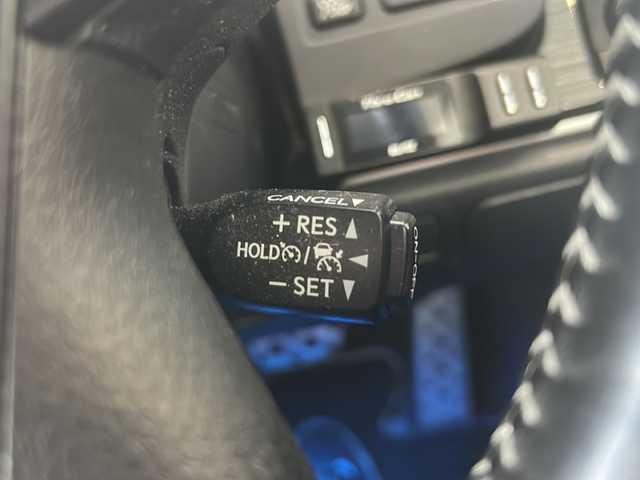 CANCEL▼
+ RES ▲
HOLD / ◀
− SET ▼
ON·OFF